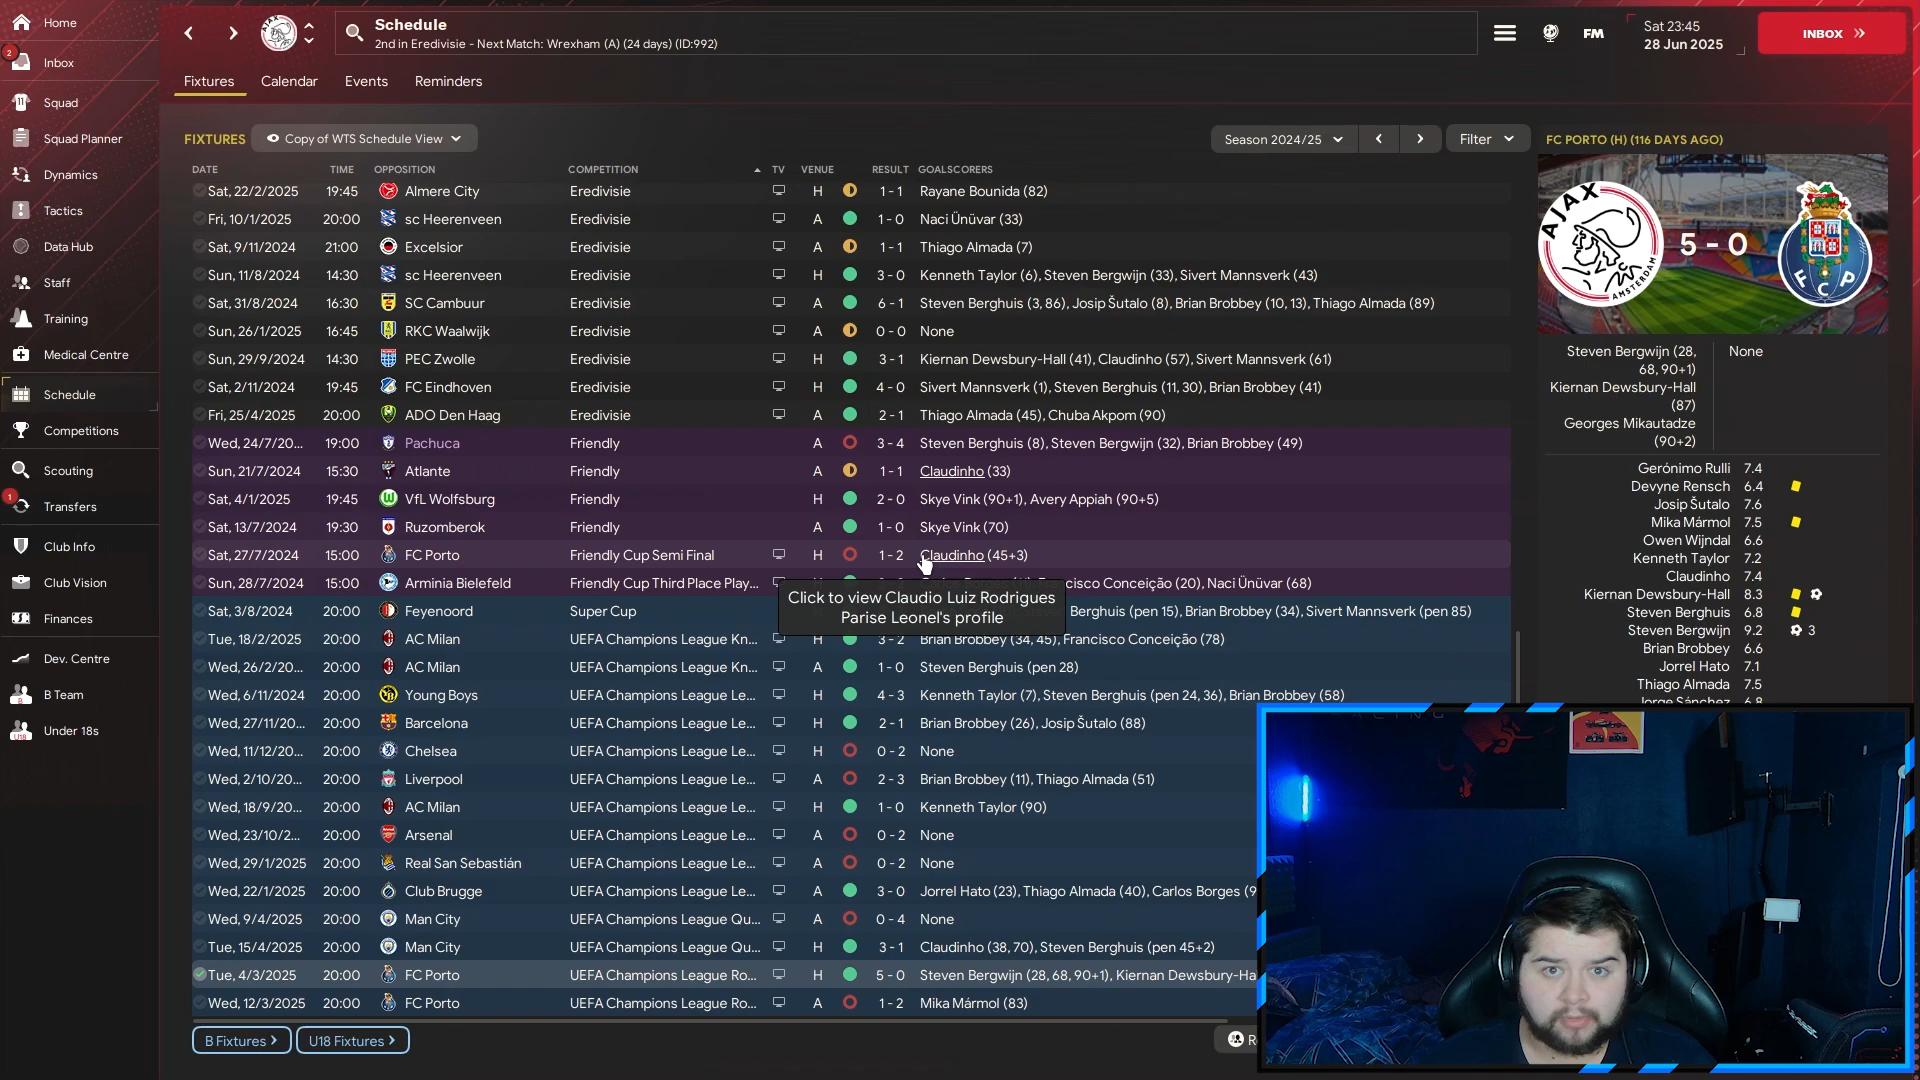 Home
2
Inbox
Squad
Squad Planner
Dynamics
Tactics
Data Hub
Staff
Training
Medical Centre
Schedule
Competitions
Scouting
1
Transfers
Club Info
Club Vision
Finances
Dev. Centre
B Team
Under 18s
Schedule
2nd in Eredivisie - Next Match: Wrexham (A) (24 days) (ID:992)
FM
Sat 23:45
28 Jun 2025
INBOX
Fixtures Calendar Events Reminders
FIXTURES Copy of WTS Schedule View Season 2024/25 Filter
DATE TIME OPPOSITION COMPETITION TV VENUE RESULT GOALSCORERS
Sat, 22/2/2025 19:45 Almere City Eredivisie H 1 - 1 Rayane Bounida (82)
Fri, 10/1/2025 20:00 sc Heerenveen Eredivisie A 1 - 0 Naci Ünüvar (33)
Sat, 9/11/2024 21:00 Excelsior Eredivisie A 1 - 1 Thiago Almada (7)
Sun, 11/8/2024 14:30 sc Heerenveen Eredivisie H 3 - 0 Kenneth Taylor (6), Steven Bergwijn (33), Sivert Mannsverk (43)
Sat, 31/8/2024 16:30 SC Cambuur Eredivisie A 6 - 1 Steven Berghuis (3, 86), Josip Šutalo (8), Brian Brobbey (10, 13), Thiago Almada (89)
Sun, 26/1/2025 16:45 RKC Waalwijk Eredivisie A 0 - 0 None
Sun, 29/9/2024 14:30 PEC Zwolle Eredivisie H 3 - 1 Kiernan Dewsbury-Hall (41), Claudinho (57), Sivert Mannsverk (61)
Sat, 2/11/2024 19:45 FC Eindhoven Eredivisie H 4 - 0 Sivert Mannsverk (1), Steven Berghuis (11, 30), Brian Brobbey (41)
Fri, 25/4/2025 20:00 ADO Den Haag Eredivisie A 2 - 1 Thiago Almada (45), Chuba Akpom (90)
Wed, 24/7/20... 19:00 Pachuca Friendly A 3 - 4 Steven Berghuis (8), Steven Bergwijn (32), Brian Brobbey (49)
Sun, 21/7/2024 15:30 Atlante Friendly A 1 - 1 Claudinho (33)
Sat, 4/1/2025 19:45 VfL Wolfsburg Friendly H 2 - 0 Skye Vink (90+1), Avery Appiah (90+5)
Sat, 13/7/2024 19:30 Ruzomberok Friendly A 1 - 0 Skye Vink (70)
Sat, 27/7/2024 15:00 FC Porto Friendly Cup Semi Final H 1 - 2 Claudinho (45+3)
Sun, 28/7/2024 15:00 Arminia Bielefeld Friendly Cup Third Place Play... Conceição (20), Naci Ünüvar (68)
Click to view Claudio Luiz Rodrigues
Parise Leonel's profile
Sat, 3/8/2024 20:00 Feyenoord Super Cup Berghuis (pen 15), Brian Brobbey (34), Sivert Mannsverk (pen 85)
Tue, 18/2/2025 20:00 AC Milan UEFA Champions League Kn... H 3 - 2 Brian Brobbey (34, 45), Francisco Conceição (78)
Wed, 26/2/20... 20:00 AC Milan UEFA Champions League Kn... A 1 - 0 Steven Berghuis (pen 28)
Wed, 6/11/2024 20:00 Young Boys UEFA Champions League Le... H 4 - 3 Kenneth Taylor (7), Steven Berghuis (pen 24, 36), Brian Brobbey (58)
Wed, 27/11/20... 20:00 Barcelona UEFA Champions League Le... H 2 - 1 Brian Brobbey (26), Josip Šutalo (88)
Wed, 11/12/20... 20:00 Chelsea UEFA Champions League Le... H 0 - 2 None
Wed, 2/10/20... 20:00 Liverpool UEFA Champions League Le... A 2 - 3 Brian Brobbey (11), Thiago Almada (51)
Wed, 18/9/20... 20:00 AC Milan UEFA Champions League Le... H 1 - 0 Kenneth Taylor (90)
Wed, 23/10/2... 20:00 Arsenal UEFA Champions League Le... A 0 - 2 None
Wed, 29/1/2025 20:00 Real San Sebastián UEFA Champions League Le... A 0 - 2 None
Wed, 22/1/2025 20:00 Club Brugge UEFA Champions League Le... A 3 - 0 Jorrel Hato (23), Thiago Almada (40), Carlos Borges (9
Wed, 9/4/2025 20:00 Man City UEFA Champions League Qu... A 0 - 4 None
Tue, 15/4/2025 20:00 Man City UEFA Champions League Qu... H 3 - 1 Claudinho (38, 70), Steven Berghuis (pen 45+2)
Tue, 4/3/2025 20:00 FC Porto UEFA Champions League Ro... H 5 - 0 Steven Bergwijn (28, 68, 90+1), Kiernan Dewsbury-Ha
Wed, 12/3/2025 20:00 FC Porto UEFA Champions League Ro... A 1 - 2 Mika Mármol (83)
B Fixtures U18 Fixtures
FC PORTO (H) (116 DAYS AGO)
AJAX AMSTERDAM
5 - 0
FCP
Steven Bergwijn (28,
68, 90+1)
Kiernan Dewsbury-Hall
(87)
Georges Mikautadze
(90+2)
None
Gerónimo Rulli 7.4
Devyne Rensch 6.4
Josip Šutalo 7.6
Mika Mármol 7.5
Owen Wijndal 6.6
Kenneth Taylor 7.2
Claudinho 7.4
Kiernan Dewsbury-Hall 8.3
Steven Berghuis 6.8
Steven Bergwijn 9.2 3
Brian Brobbey 6.6
Jorrel Hato 7.1
Thiago Almada 7.5
Jorge Sánchez 6.8